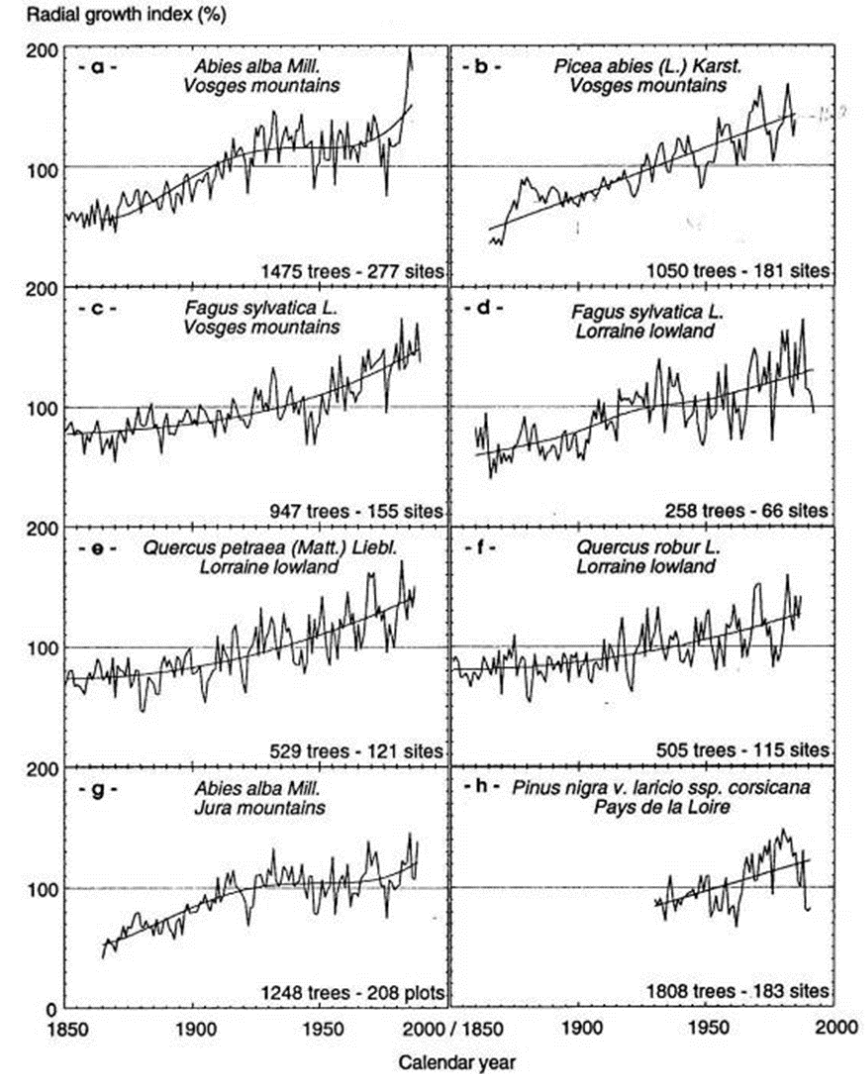 Radial growth index (%)
200
- a -
Abies alba Mill.
Vosges mountains
100
1475 trees - 277 sites
- b -
Picea abies (L.) Karst.
Vosges mountains
1050 trees - 181 sites
200
- c -
Fagus sylvatica L.
Vosges mountains
100
947 trees - 155 sites
- d -
Fagus sylvatica L.
Lorraine lowland
258 trees - 66 sites
200
- e -
Quercus petraea (Matt.) Liebl.
Lorraine lowland
100
529 trees - 121 sites
- f -
Quercus robur L.
Lorraine lowland
505 trees - 115 sites
200
- g -
Abies alba Mill.
Jura mountains
100
1248 trees - 208 plots
- h -
Pinus nigra v. laricio ssp. corsicana
Pays de la Loire
1808 trees - 183 sites
0
1850 1900 1950 2000 / 1850 1900 1950 2000
Calendar year